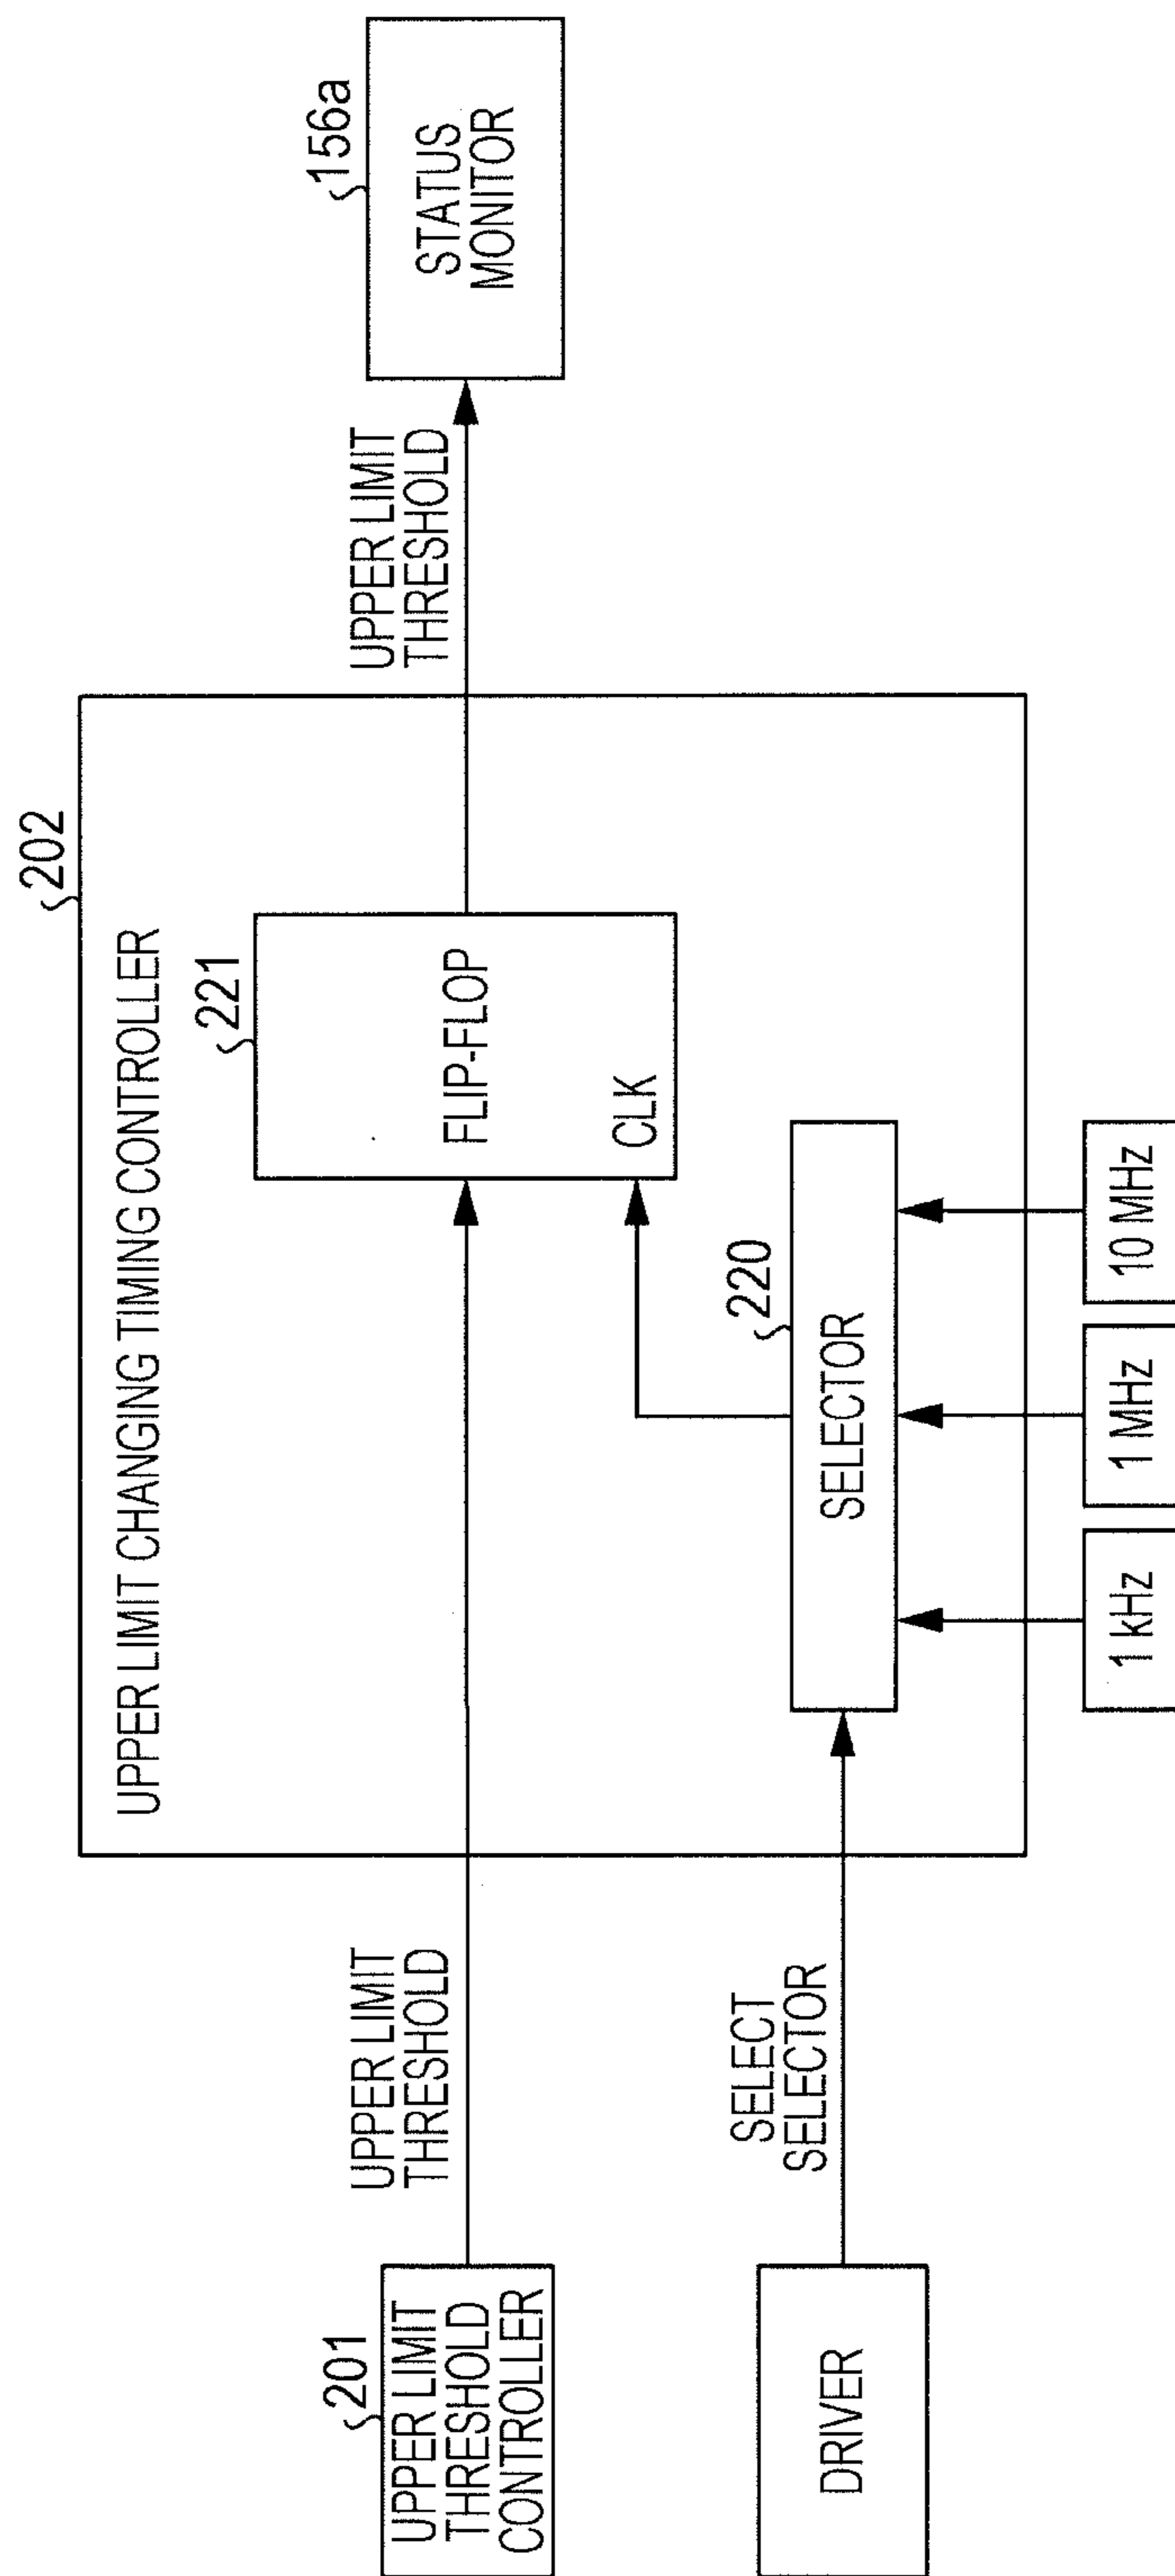 202
UPPER LIMIT CHANGING TIMING CONTROLLER
201
UPPER LIMIT
THRESHOLD
CONTROLLER
UPPER LIMIT
THRESHOLD
221
FLIP-FLOP
CLK
UPPER LIMIT
THRESHOLD
156a
STATUS
MONITOR
DRIVER
SELECT
SELECTOR
220
SELECTOR
1 kHz
1 MHz
10 MHz